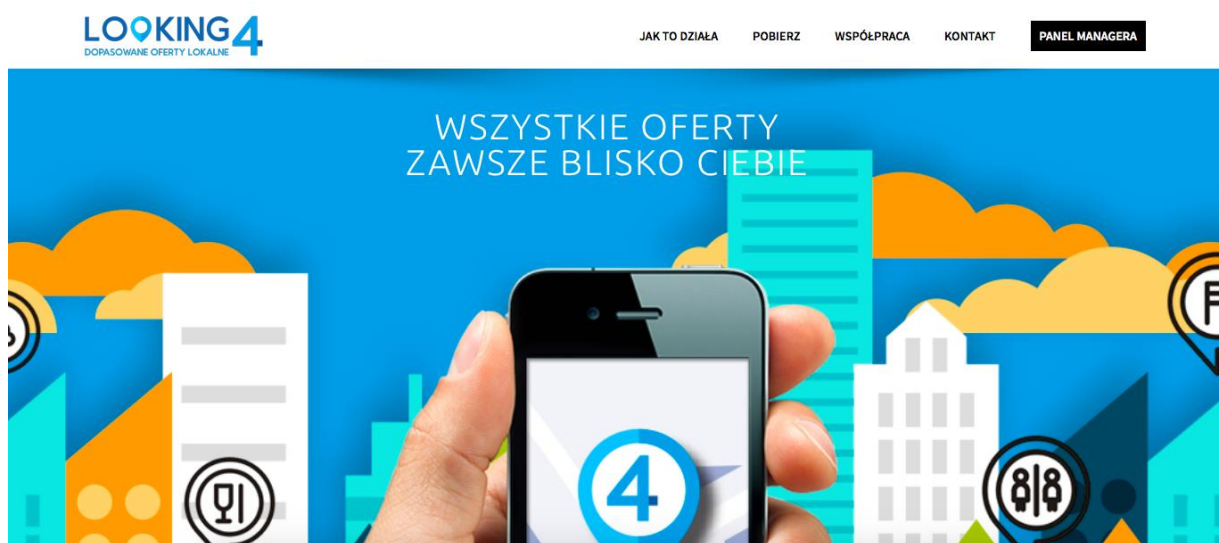 LOOKING4
DOPASOWANE OFERTY LOKALNE
JAK TO DZIAŁA POBIERZ WSPÓŁPRACA KONTAKT PANEL MANAGERA
WSZYSTKIE OFERTY
ZAWSZE BLISKO CIEBIE
4
F